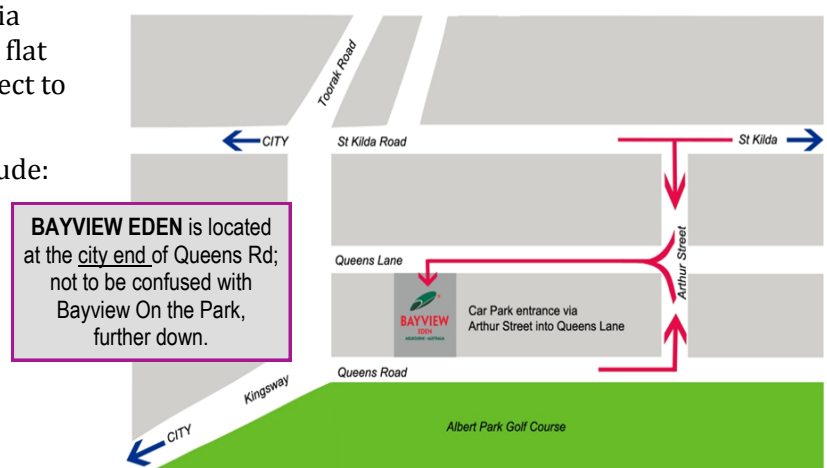 ia
flat
ect to
ude:
BAYVIEW EDEN is located
at the city end of Queens Rd;
not to be confused with
Bayview On the Park,
further down.
Toorak Road
CITY
St Kilda Road
St Kilda
Queens Lane
Arthur Street
BAYVIEW
EDEN
MELBOURNE · AUSTRALIA
Car Park entrance via
Arthur Street into Queens Lane
Queens Road
Kingsway
CITY
Albert Park Golf Course